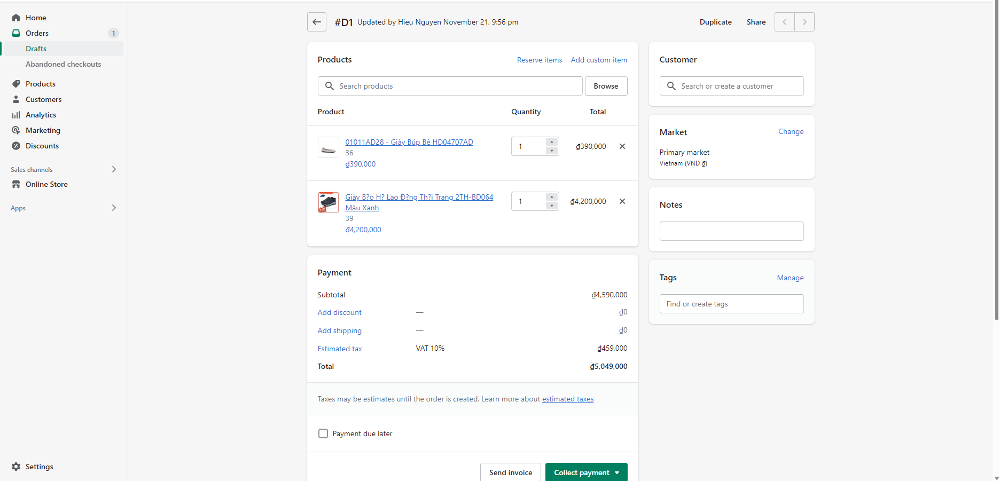 Home
Orders
1
Drafts
Abandoned checkouts
Products
Customers
Analytics
Marketing
Discounts
Sales channels
Online Store
Apps
Settings
#D1 Updated by Hieu Nguyen November 21, 9:56 pm
Duplicate
Share
Products
Reserve items
Add custom item
Search products
Browse
Product
Quantity
Total
01011AD28 - Giày Búp Bê HD04707AD
36
₫390,000
1
₫390,000
Giày B?o H? Lao Đ?ng Th?i Trang 2TH-BD064
Màu Xanh
39
₫4,200,000
1
₫4,200,000
Payment
Subtotal
₫4,590,000
Add discount
—
₫0
Add shipping
—
₫0
Estimated tax
VAT 10%
₫459,000
Total
₫5,049,000
Taxes may be estimates until the order is created. Learn more about estimated taxes
Payment due later
Send invoice
Collect payment
Customer
Search or create a customer
Market
Change
Primary market
Vietnam (VND ₫)
Notes
Tags
Manage
Find or create tags